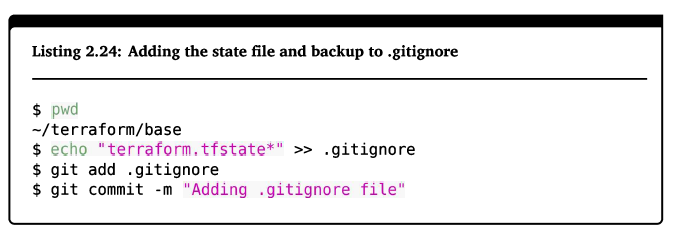 Listing 2.24: Adding the state file and backup to .gitignore
$ pwd
~/terraform/base
$ echo "terraform.tfstate*" >> .gitignore
$ git add .gitignore
$ git commit -m "Adding .gitignore file"